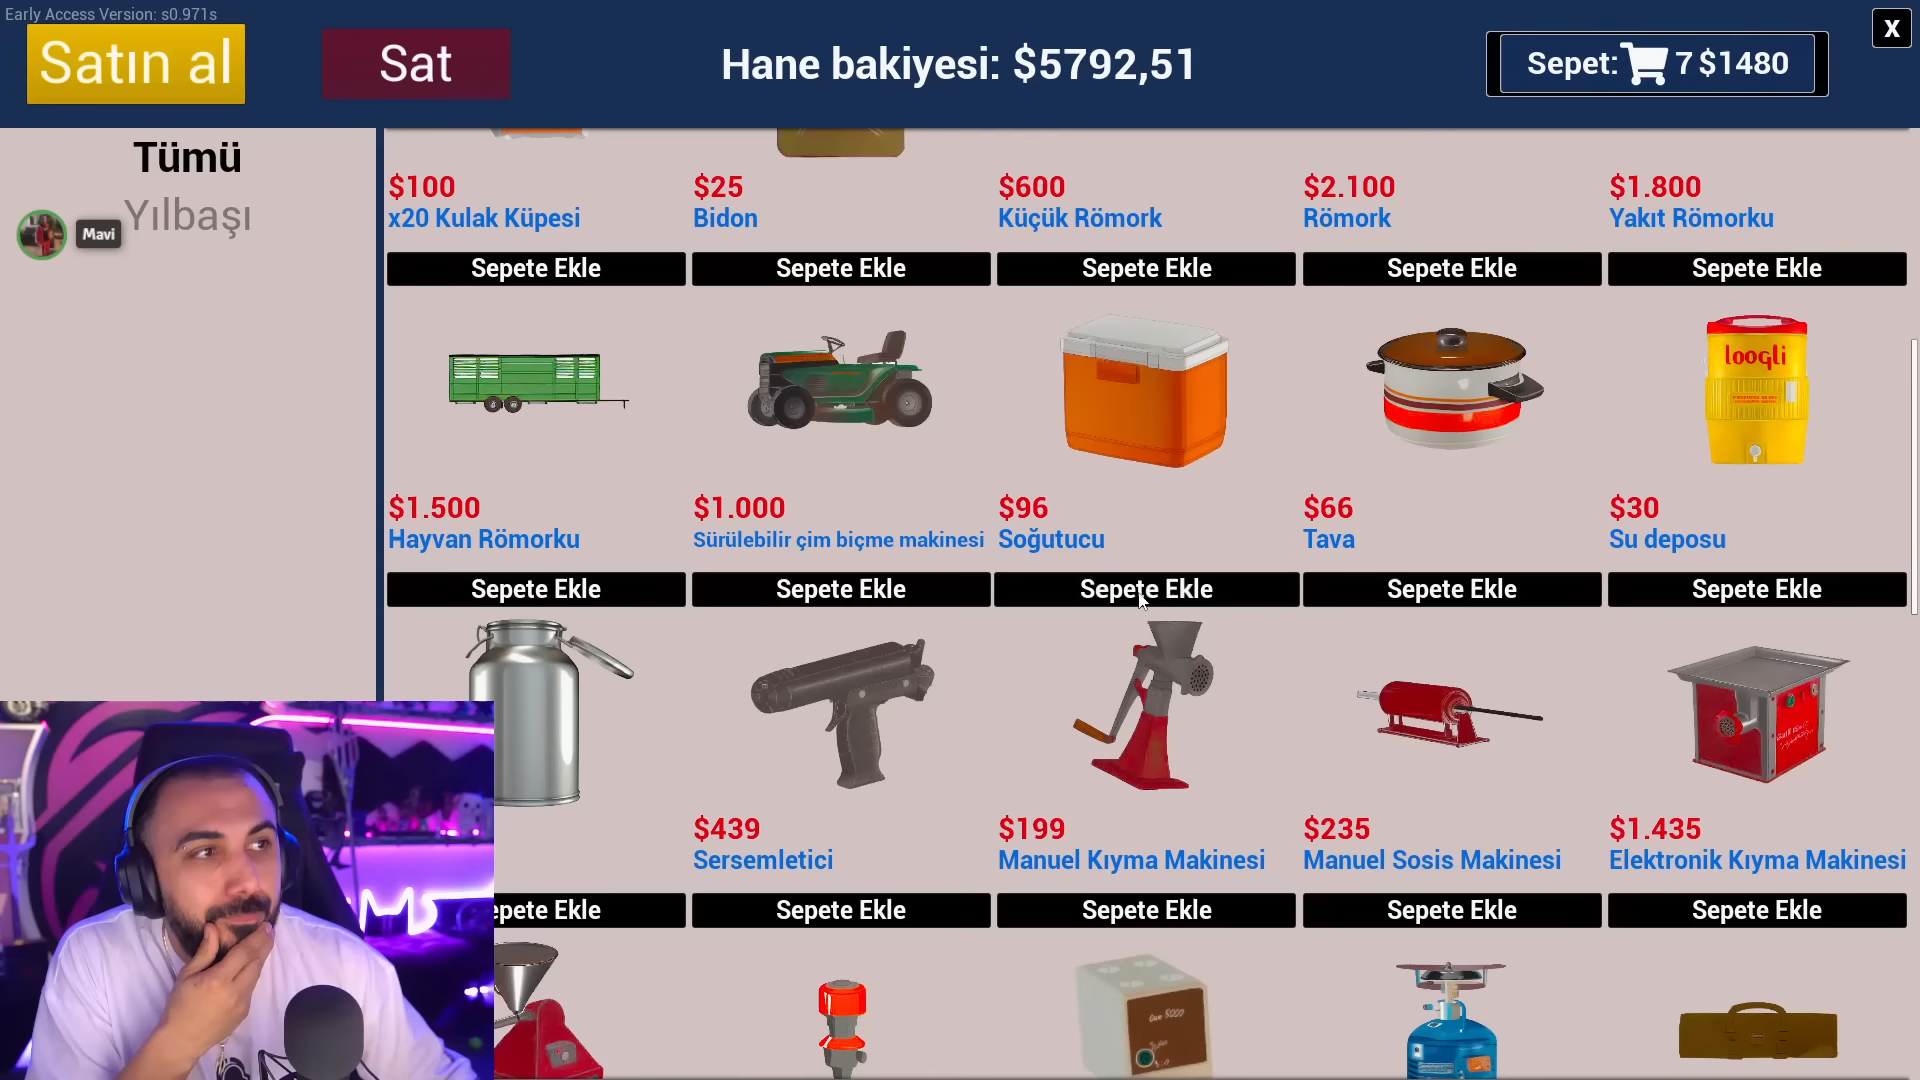 Early Access Version: s0.971s
Satın al
Sat
Hane bakiyesi: $5792,51
Sepet: 7 $1480
X
Tümü
Yılbaşı
Mavi
$100
x20 Kulak Küpesi
Sepete Ekle
$25
Bidon
Sepete Ekle
$600
Küçük Römork
Sepete Ekle
$2.100
Römork
Sepete Ekle
$1.800
Yakıt Römorku
Sepete Ekle
looqli
$1.500
Hayvan Römorku
Sepete Ekle
$1.000
Sürülebilir çim biçme makinesi
Sepete Ekle
$96
Soğutucu
Sepete Ekle
$66
Tava
Sepete Ekle
$30
Su deposu
Sepete Ekle
epete Ekle
$439
Sersemletici
Sepete Ekle
$199
Manuel Kıyma Makinesi
Sepete Ekle
$235
Manuel Sosis Makinesi
Sepete Ekle
$1.435
Elektronik Kıyma Makinesi
Sepete Ekle